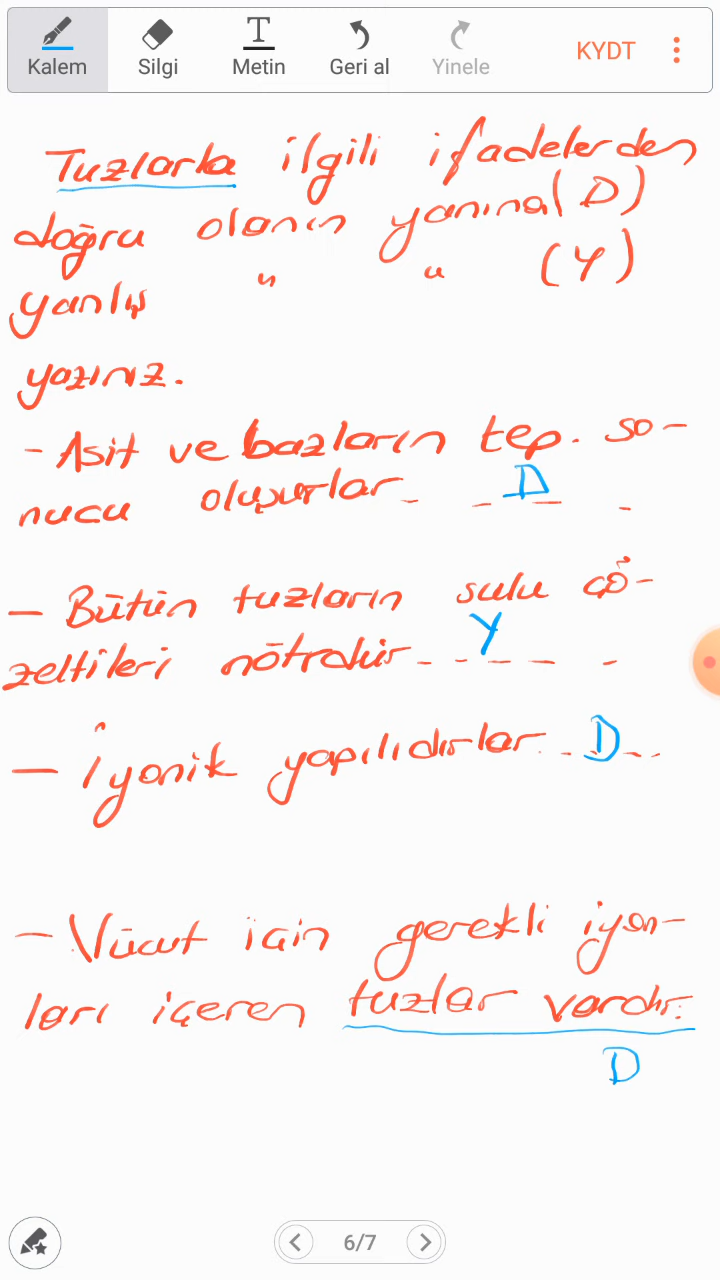 Kalem Silgi Metin Geri al Yinele KYDT
Tuzlarla ilgili ifadelerden
doğru olanın yanına (D)
yanlış " " (Y)
yazınız.
- Asit ve bazların tep. so-
nucu oluşurlar. - D - -
- Bütün tuzların sulu çö-
zeltileri nötrdür. - - Y - - -
- İyonik yapılıdırlar. . D - . .
- Vücut için gerekli iyon-
ları içeren tuzlar vardır.
D
6/7